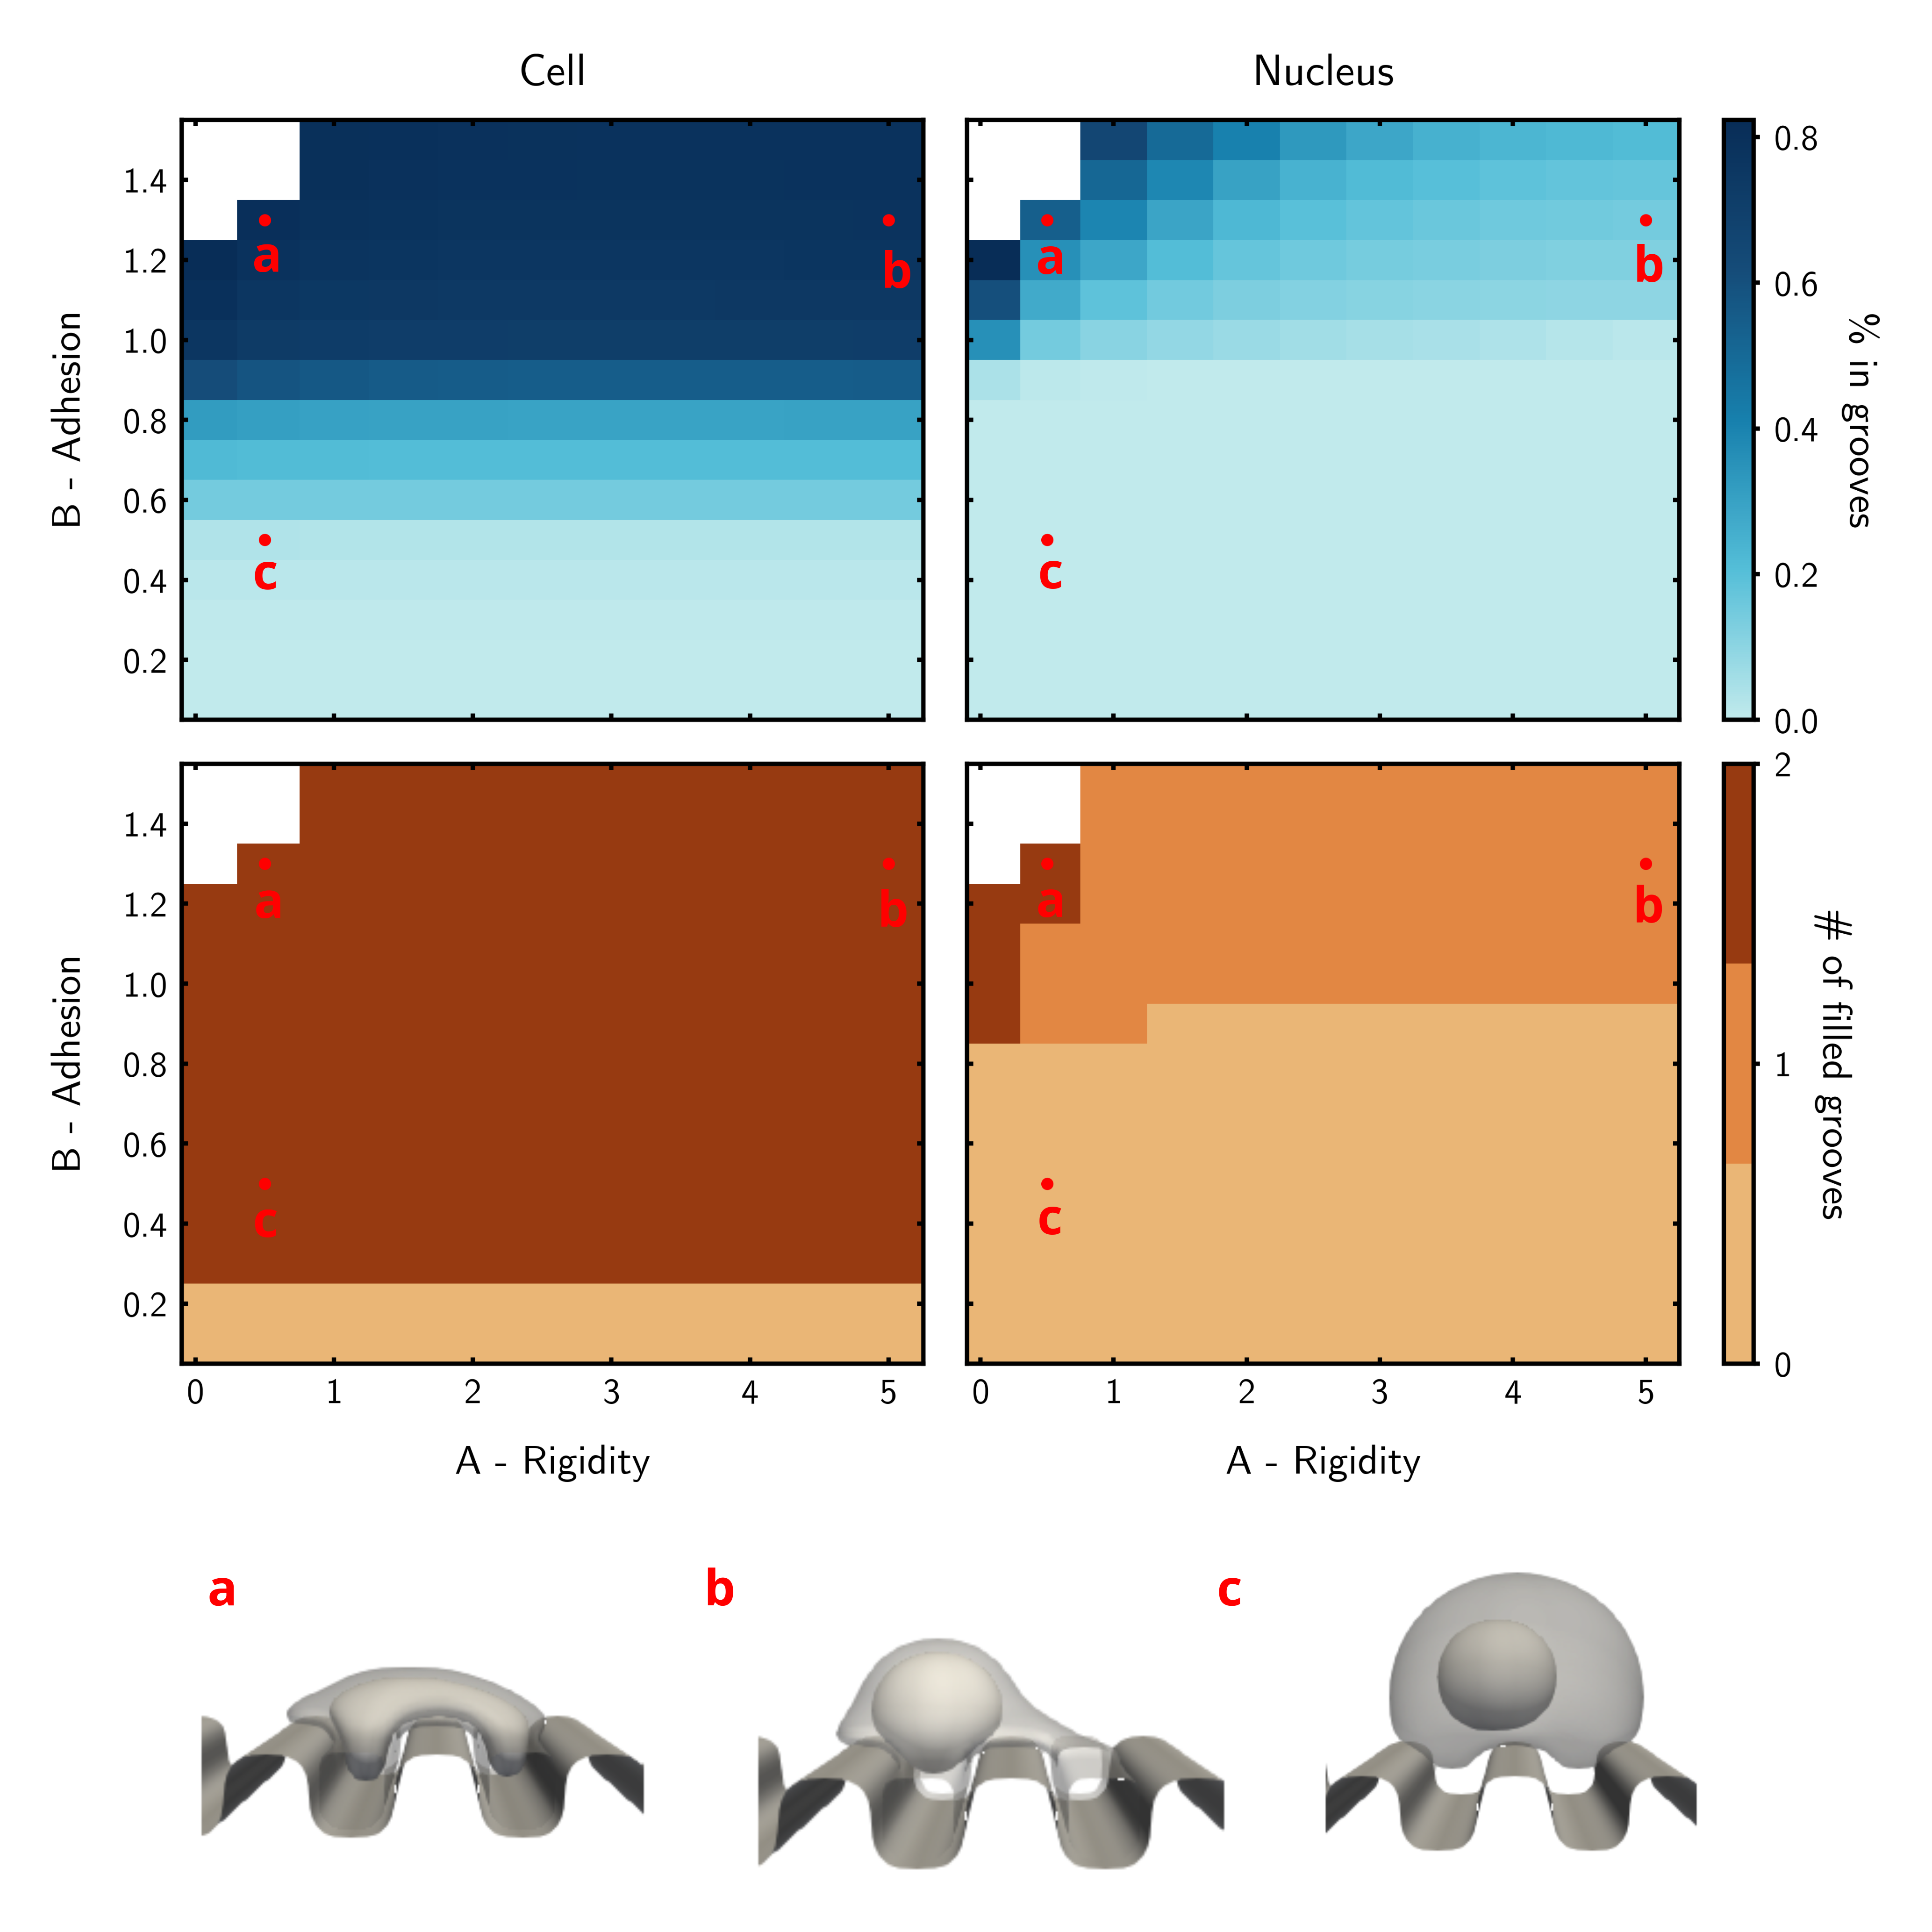 Cell
Nucleus
B - Adhesion
1.4
1.2
1.0
0.8
0.6
0.4
0.2
a
b
c
a
b
c
0.8
0.6
0.4
0.2
0.0
% in grooves
B - Adhesion
1.4
1.2
1.0
0.8
0.6
0.4
0.2
a
b
c
a
b
c
2
1
0
# of filled grooves
0 1 2 3 4 5
0 1 2 3 4 5
A - Rigidity
A - Rigidity
a
b
c